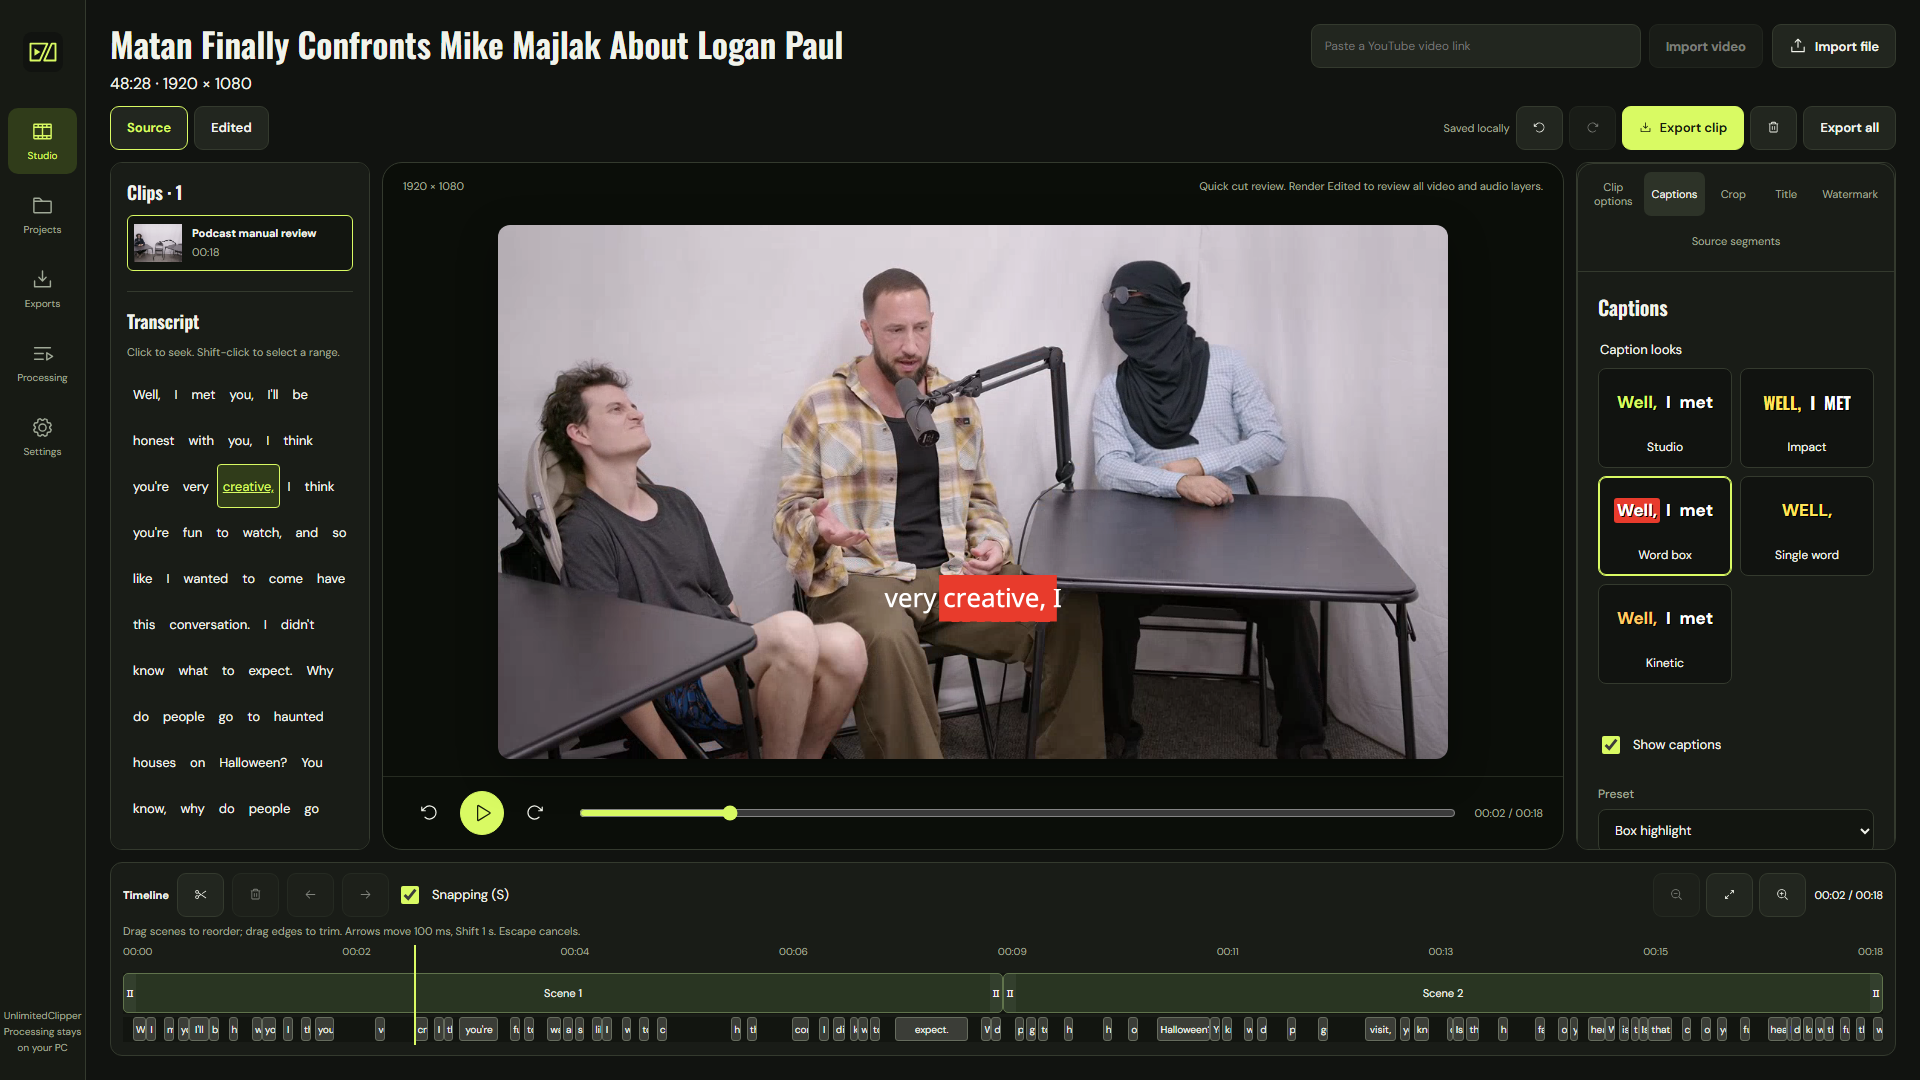 Matan Finally Confronts Mike Majlak About Logan Paul
48:28 · 1920 × 1080
Paste a YouTube video link
Import video
Import file
Source
Edited
Saved locally
Export clip
Export all
Studio
Projects
Exports
Processing
Settings
UnlimitedClipper
Processing stays
on your PC
Clips · 1
Podcast manual review
00:18
Transcript
Click to seek. Shift-click to select a range.
Well, I met you, I'll be
honest with you, I think
you're very creative, I think
you're fun to watch, and so
like I wanted to come have
this conversation. I didn't
know what to expect. Why
do people go to haunted
houses on Halloween? You
know, why do people go
1920 × 1080
Quick cut review. Render Edited to review all video and audio layers.
very creative, I
00:02 / 00:18
Clip options
Captions
Crop
Title
Watermark
Source segments
Captions
Caption looks
Well, I met
Studio
WELL, I MET
Impact
Well, I met
Word box
WELL,
Single word
Well, I met
Kinetic
Show captions
Preset
Box highlight
Timeline
Snapping (S)
00:02 / 00:18
Drag scenes to reorder; drag edges to trim. Arrows move 100 ms, Shift 1 s. Escape cancels.
00:00 00:02 00:04 00:06 00:09 00:11 00:13 00:15 00:18
Scene 1
Scene 2
I'll you you're expect. Halloween? visit, that